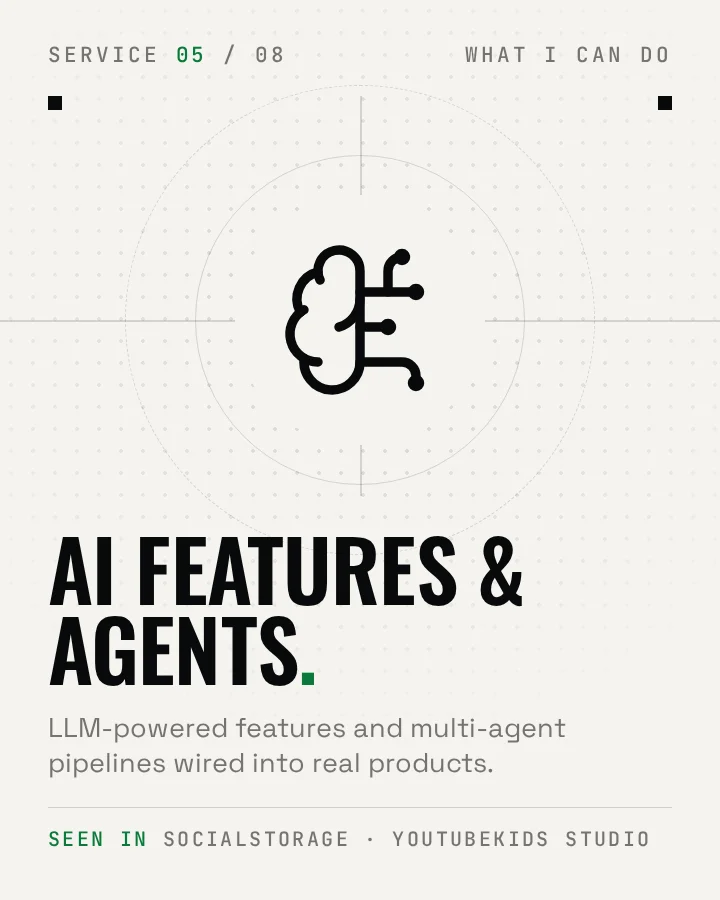 SERVICE 05 / 08
WHAT I CAN DO
AI FEATURES &
AGENTS.
LLM-powered features and multi-agent
pipelines wired into real products.
SEEN IN SOCIALSTORAGE · YOUTUBEKIDS STUDIO